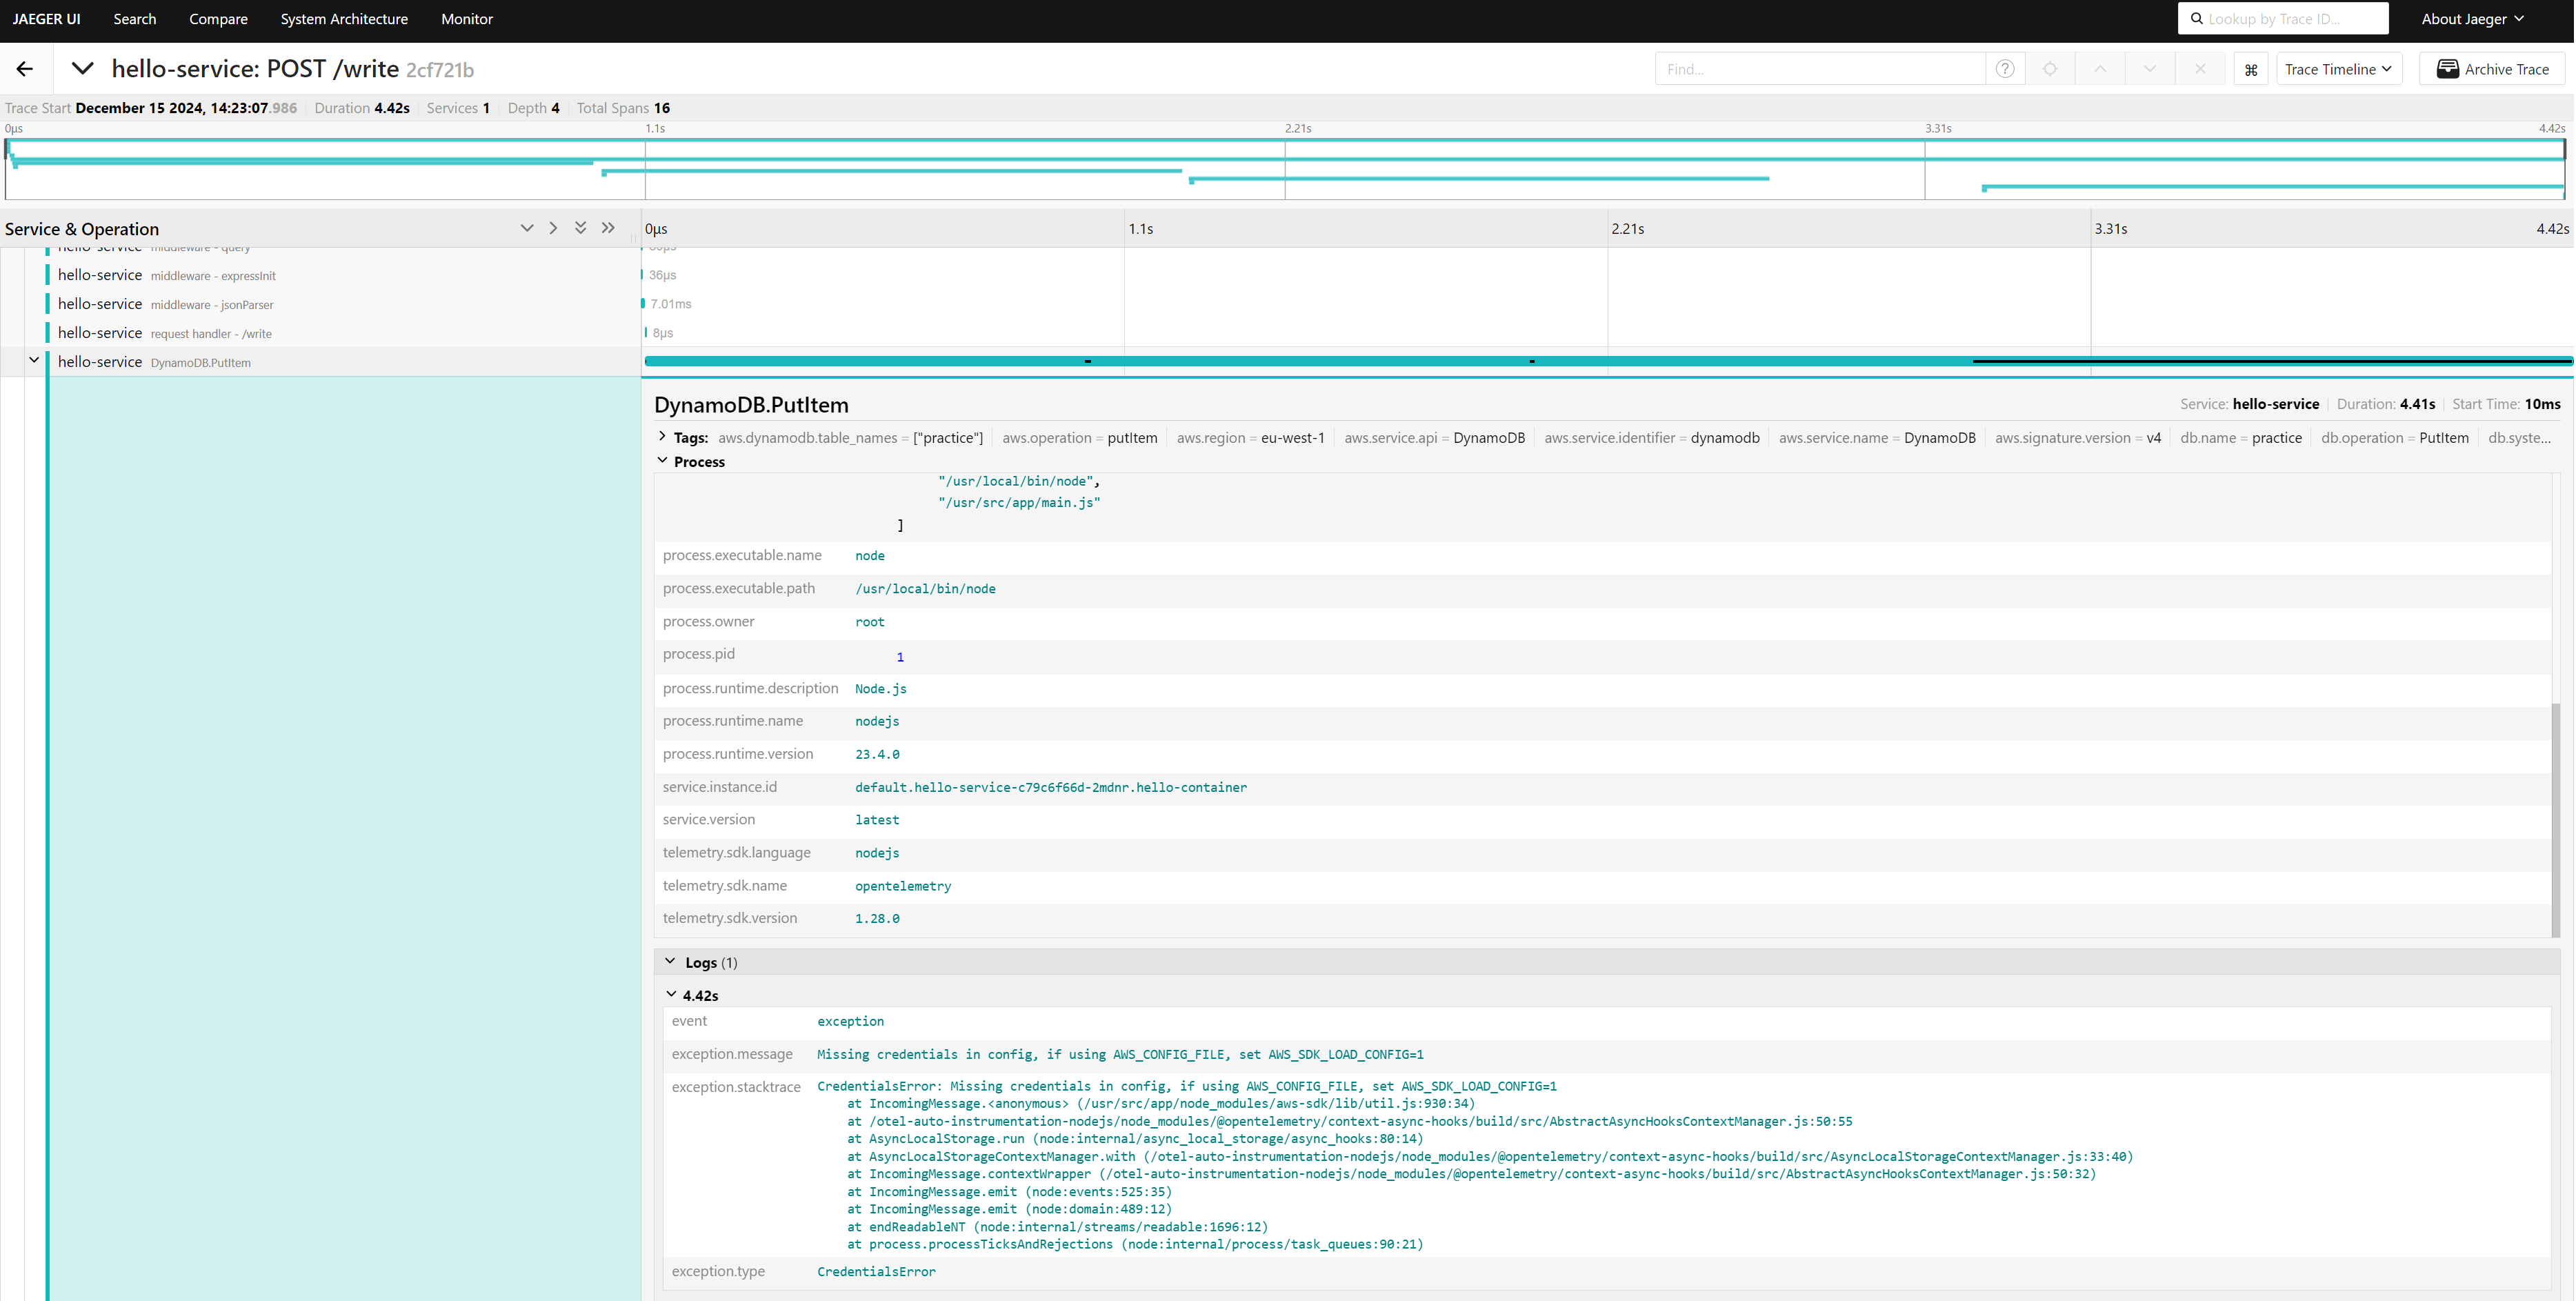 JAEGER UI Search Compare System Architecture Monitor Lookup by Trace ID... About Jaeger
hello-service: POST /write 2cf721b Find... Trace Timeline Archive Trace
Trace Start December 15 2024, 14:23:07.986 Duration 4.42s Services 1 Depth 4 Total Spans 16
0μs 1.1s 2.21s 3.31s 4.42s
Service & Operation 0μs 1.1s 2.21s 3.31s 4.42s
hello-service middleware - query
hello-service middleware - expressInit 36μs
hello-service middleware - jsonParser 7.01ms
hello-service request handler - /write 8μs
hello-service DynamoDB.PutItem
DynamoDB.PutItem Service: hello-service Duration: 4.41s Start Time: 10ms
Tags: aws.dynamodb.table_names = ["practice"] aws.operation = putItem aws.region = eu-west-1 aws.service.api = DynamoDB aws.service.identifier = dynamodb aws.service.name = DynamoDB aws.signature.version = v4 db.name = practice db.operation = PutItem db.syste...
Process
"/usr/local/bin/node",
"/usr/src/app/main.js"
]
process.executable.name node
process.executable.path /usr/local/bin/node
process.owner root
process.pid 1
process.runtime.description Node.js
process.runtime.name nodejs
process.runtime.version 23.4.0
service.instance.id default.hello-service-c79c6f66d-2mdnr.hello-container
service.version latest
telemetry.sdk.language nodejs
telemetry.sdk.name opentelemetry
telemetry.sdk.version 1.28.0
Logs (1)
4.42s
event exception
exception.message Missing credentials in config, if using AWS_CONFIG_FILE, set AWS_SDK_LOAD_CONFIG=1
exception.stacktrace CredentialsError: Missing credentials in config, if using AWS_CONFIG_FILE, set AWS_SDK_LOAD_CONFIG=1
at IncomingMessage.<anonymous> (/usr/src/app/node_modules/aws-sdk/lib/util.js:930:34)
at /otel-auto-instrumentation-nodejs/node_modules/@opentelemetry/context-async-hooks/build/src/AbstractAsyncHooksContextManager.js:50:55
at AsyncLocalStorage.run (node:internal/async_local_storage/async_hooks:80:14)
at AsyncLocalStorageContextManager.with (/otel-auto-instrumentation-nodejs/node_modules/@opentelemetry/context-async-hooks/build/src/AsyncLocalStorageContextManager.js:33:40)
at IncomingMessage.contextWrapper (/otel-auto-instrumentation-nodejs/node_modules/@opentelemetry/context-async-hooks/build/src/AbstractAsyncHooksContextManager.js:50:32)
at IncomingMessage.emit (node:events:525:35)
at IncomingMessage.emit (node:domain:489:12)
at endReadableNT (node:internal/streams/readable:1696:12)
at process.processTicksAndRejections (node:internal/process/task_queues:90:21)
exception.type CredentialsError